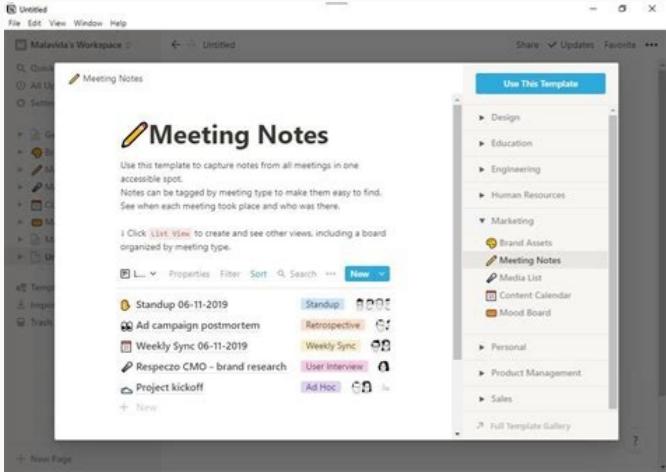 Untitled
File Edit View Window Help
Malavida's Workspace
Untitled
Share Updates Favorite
Meeting Notes
Use This Template
Meeting Notes
Use this template to capture notes from all meetings in one
accessible spot.
Notes can be tagged by meeting type to make them easy to find.
See when each meeting took place and who was there.
↓ Click List View to create and see other views, including a board
organized by meeting type.
L... Properties Filter Sort Search ... New
Standup 06-11-2019 Standup
Ad campaign postmortem Retrospective
Weekly Sync 06-11-2019 Weekly Sync
Respeczo CMO - brand research User Interview
Project kickoff Ad Hoc
+ New
Design
Education
Engineering
Human Resources
Marketing
Brand Assets
Meeting Notes
Media List
Content Calendar
Mood Board
Personal
Product Management
Sales
Full Template Gallery
Trash
+ New Page
?